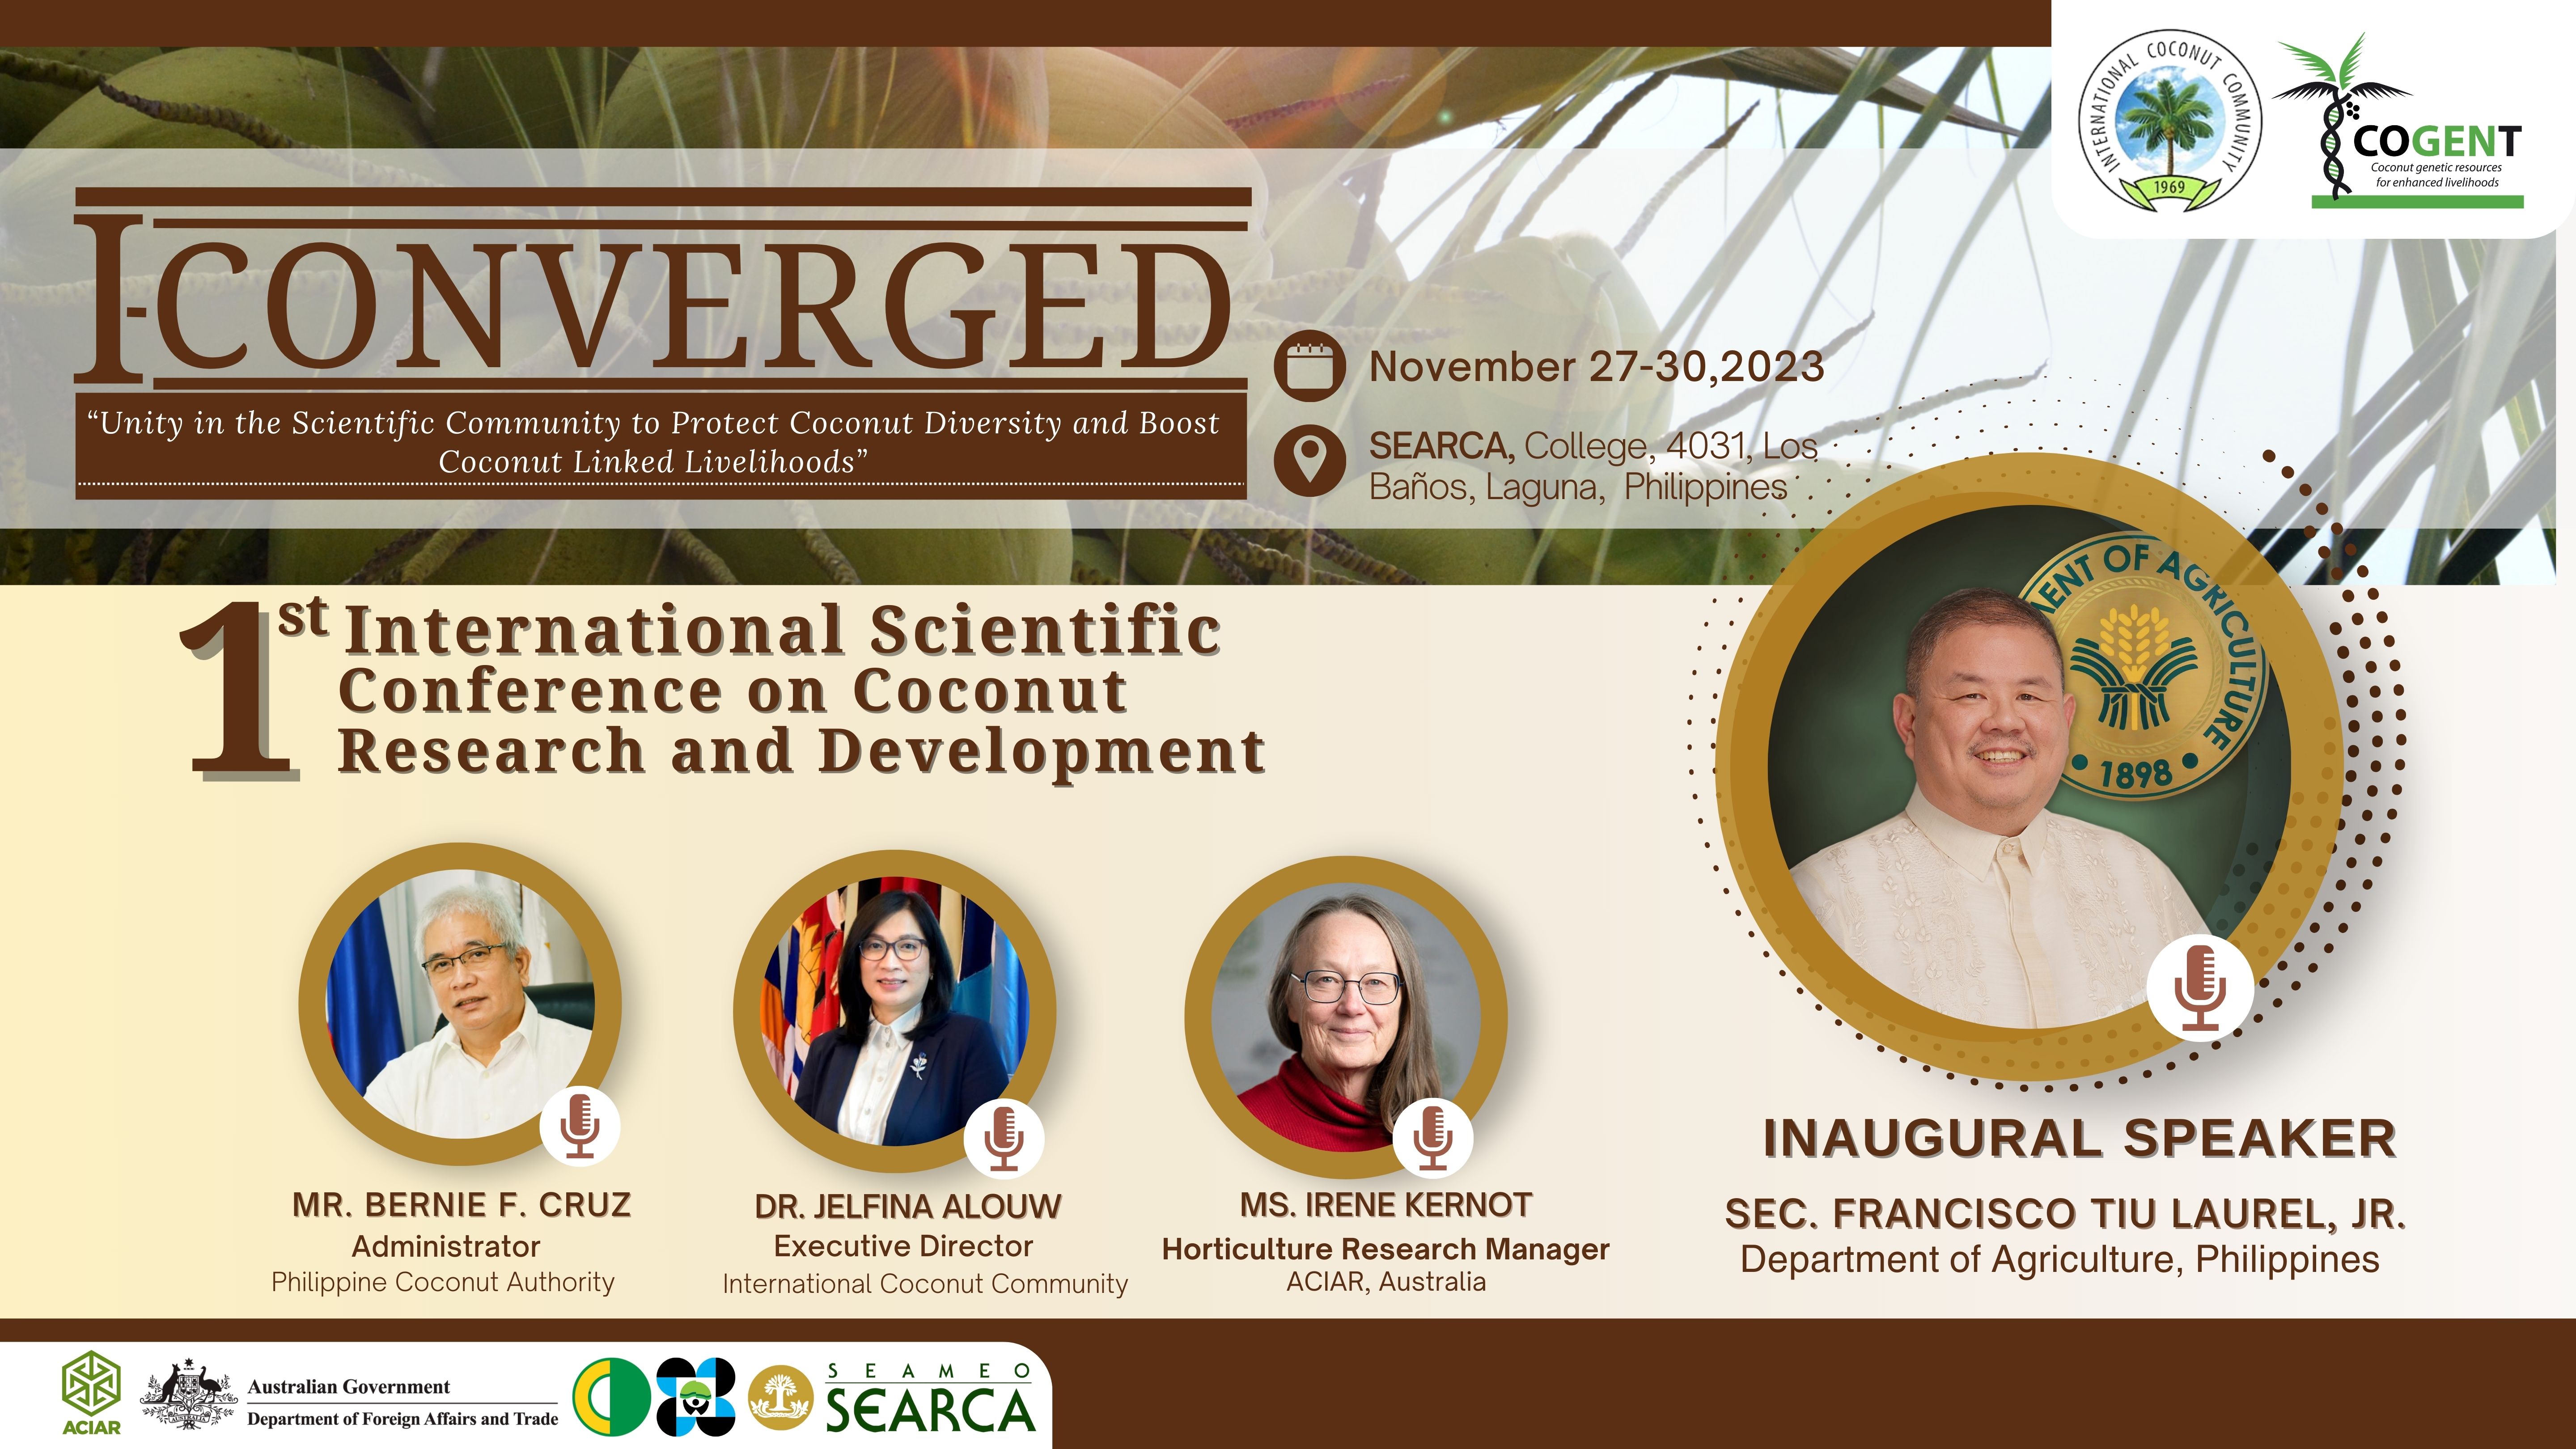 INTERNATIONAL COCONUT COMMUNITY
1969
COGENT
Coconut genetic resources
for enhanced livelihoods
I-CONVERGED
“Unity in the Scientific Community to Protect Coconut Diversity and Boost
Coconut Linked Livelihoods”
November 27-30,2023
SEARCA, College, 4031, Los
Baños, Laguna, Philippines
1st International Scientific
Conference on Coconut
Research and Development
MENT OF AGRICULTURE
1898
INAUGURAL SPEAKER
SEC. FRANCISCO TIU LAUREL, JR.
Department of Agriculture, Philippines
MR. BERNIE F. CRUZ
Administrator
Philippine Coconut Authority
DR. JELFINA ALOUW
Executive Director
International Coconut Community
MS. IRENE KERNOT
Horticulture Research Manager
ACIAR, Australia
ACIAR
AUSTRALIA
Australian Government
Department of Foreign Affairs and Trade
SEAMEO
SEARCA